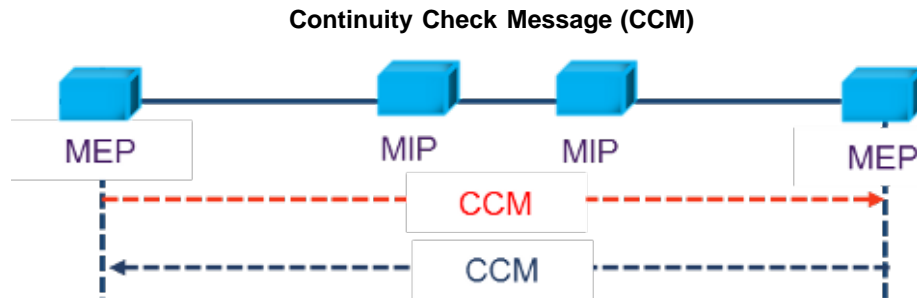 Continuity Check Message (CCM)
MEP
MIP
MIP
MEP
CCM
CCM